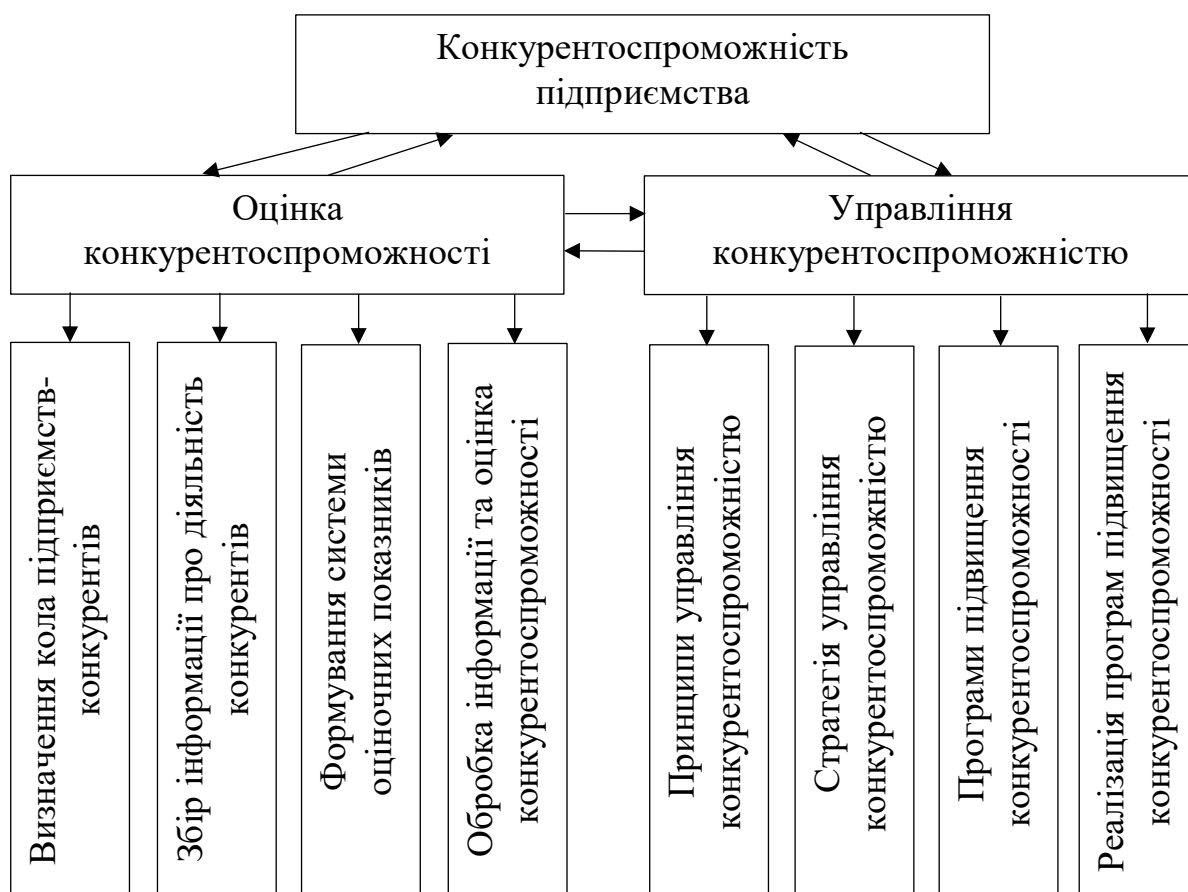 Конкурентоспроможність
підприємства
Оцінка
конкурентоспроможності
Управління
конкурентоспроможністю
Визначення кола підприємств-
конкурентів
Збір інформації про діяльність
конкурентів
Формування системи
оціночних показників
Обробка інформації та оцінка
конкурентоспроможності
Принципи управління
конкурентоспроможністю
Стратегія управління
конкурентоспроможністю
Програми підвищення
конкурентоспроможності
Реалізація програм підвищення
конкурентоспроможності